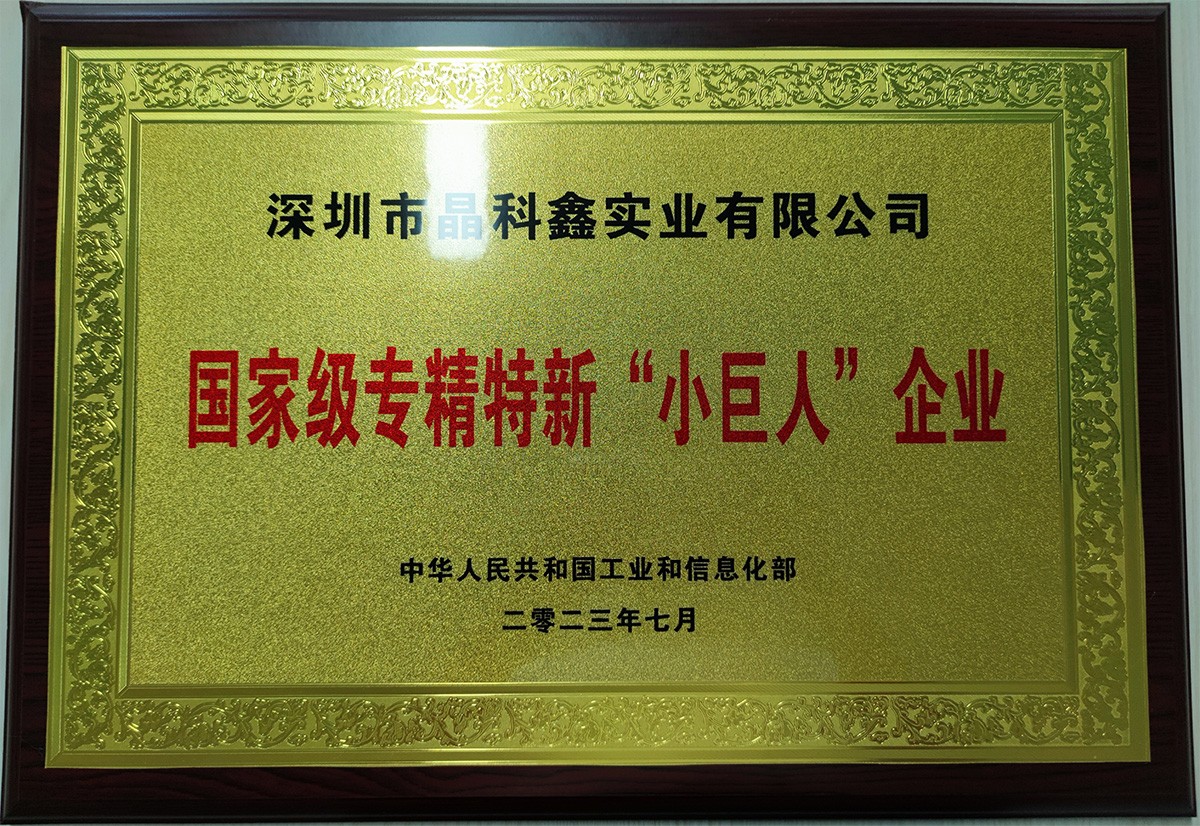 深圳市晶科鑫实业有限公司
国家级专精特新“小巨人”企业
中华人民共和国工业和信息化部
二零二三年七月